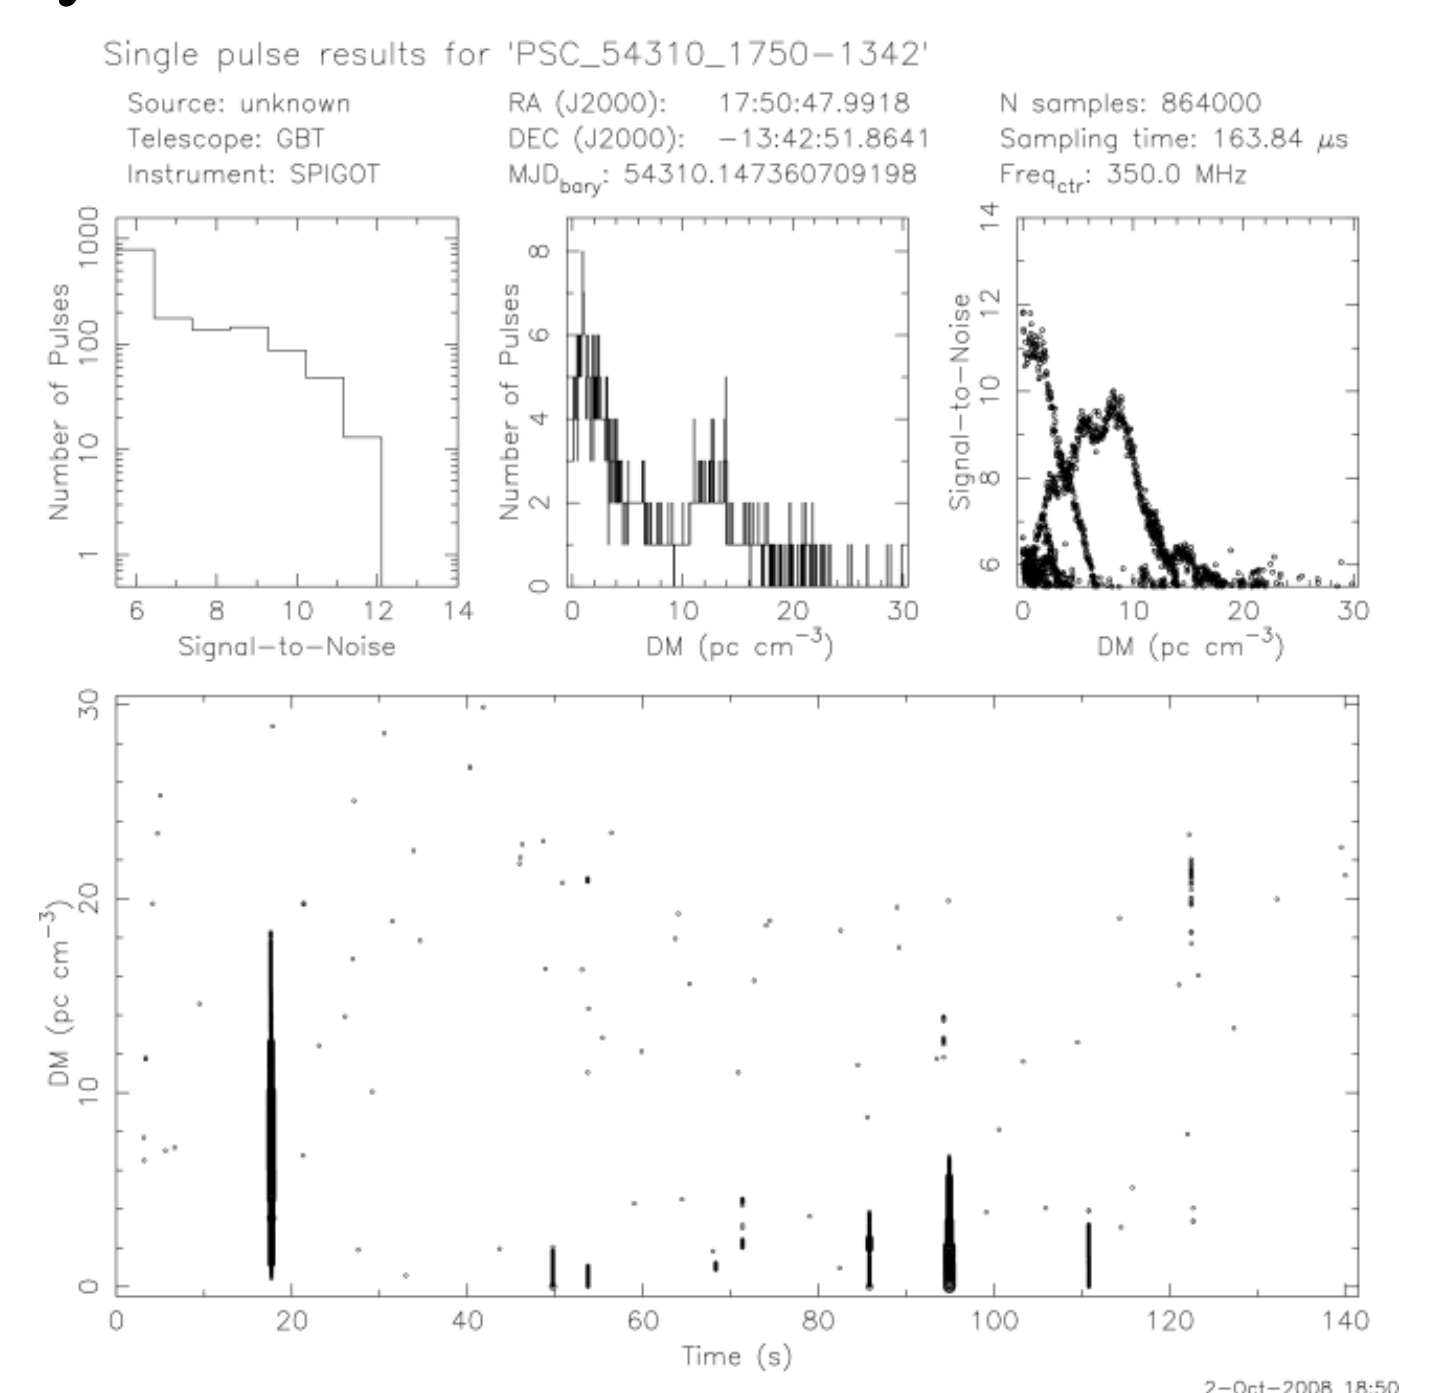 Single pulse results for 'PSC_54310_1750−1342'
Source: unknown RA (J2000): 17:50:47.9918 N samples: 864000
Telescope: GBT DEC (J2000): −13:42:51.8641 Sampling time: 163.84 μs
Instrument: SPIGOT MJD_bary: 54310.147360709198 Freq_ctr: 350.0 MHz
Number of Pulses
1000
100
10
1
6 8 10 12 14
Signal−to−Noise
Number of Pulses
8
6
4
2
0
0 10 20 30
DM (pc cm⁻³)
Signal−to−Noise
14
12
10
8
6
0 10 20 30
DM (pc cm⁻³)
DM (pc cm⁻³)
30
20
10
0
0 20 40 60 80 100 120 140
Time (s)
2−Oct−2008 18:50